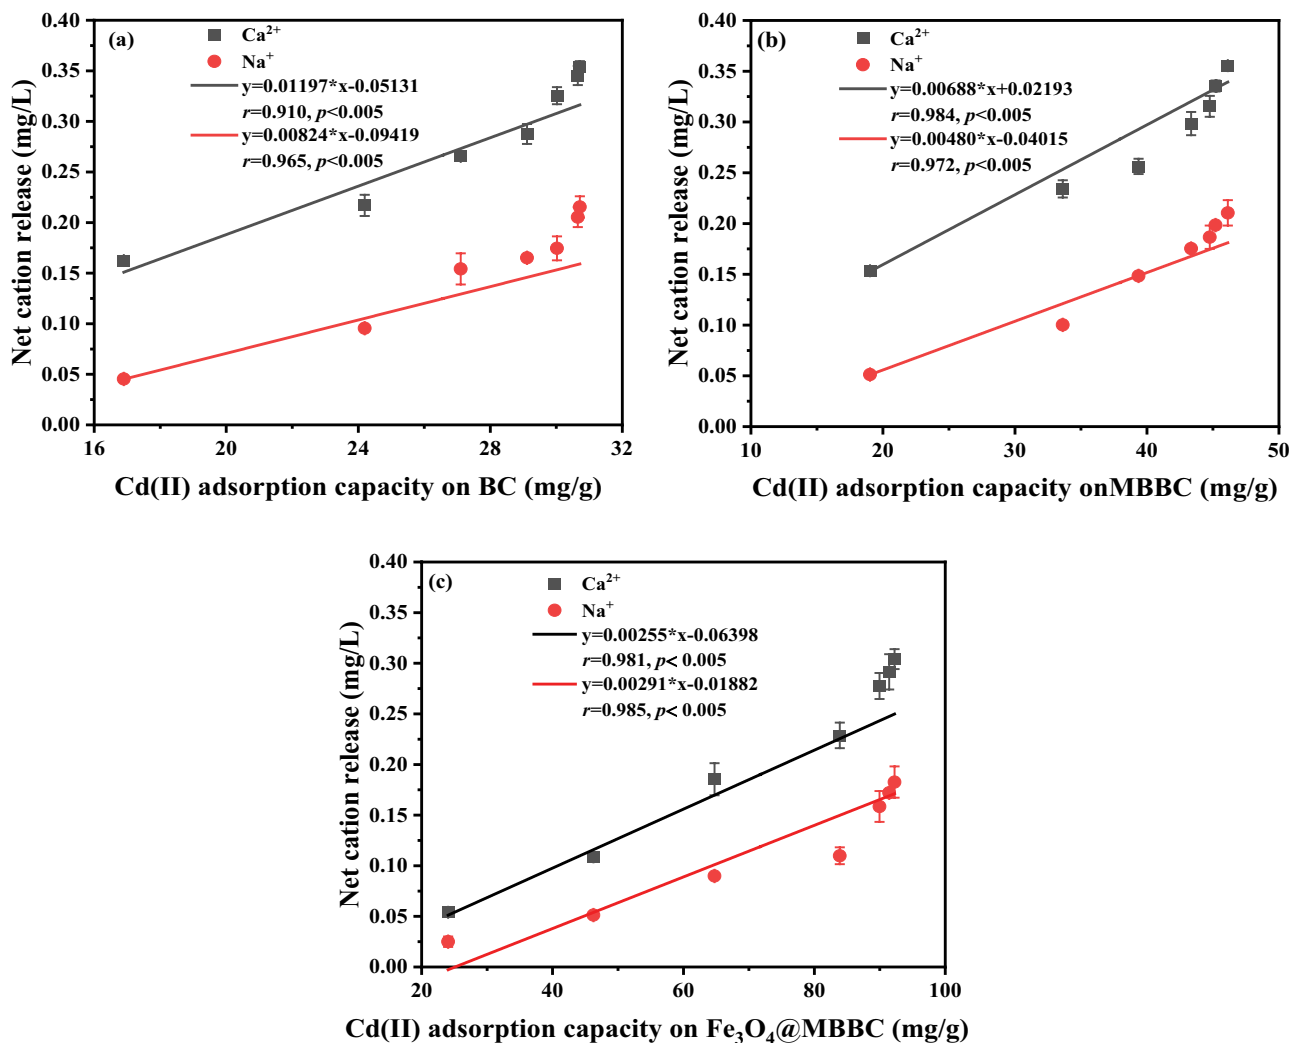 (a)
Ca²⁺
Na⁺
y=0.01197*x-0.05131
r=0.910, p<0.005
y=0.00824*x-0.09419
r=0.965, p<0.005
0.40
0.35
0.30
0.25
0.20
0.15
0.10
0.05
0.00
Net cation release (mg/L)
16
20
24
28
32
Cd(II) adsorption capacity on BC (mg/g)
(b)
Ca²⁺
Na⁺
y=0.00688*x+0.02193
r=0.984, p<0.005
y=0.00480*x-0.04015
r=0.972, p<0.005
0.40
0.35
0.30
0.25
0.20
0.15
0.10
0.05
0.00
Net cation release (mg/L)
10
20
30
40
50
Cd(II) adsorption capacity onMBBC (mg/g)
(c)
Ca²⁺
Na⁺
y=0.00255*x-0.06398
r=0.981, p< 0.005
y=0.00291*x-0.01882
r=0.985, p< 0.005
0.40
0.35
0.30
0.25
0.20
0.15
0.10
0.05
0.00
Net cation release (mg/L)
20
40
60
80
100
Cd(II) adsorption capacity on Fe₃O₄@MBBC (mg/g)